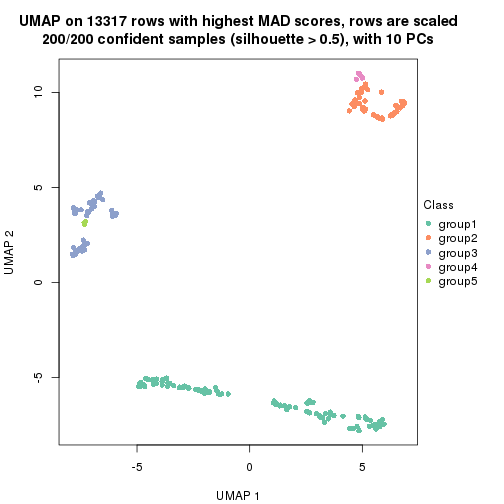 UMAP on 13317 rows with highest MAD scores, rows are scaled
200/200 confident samples (silhouette > 0.5), with 10 PCs
10
5
0
-5
UMAP 2
Class
group1
group2
group3
group4
group5
-5 0 5
UMAP 1